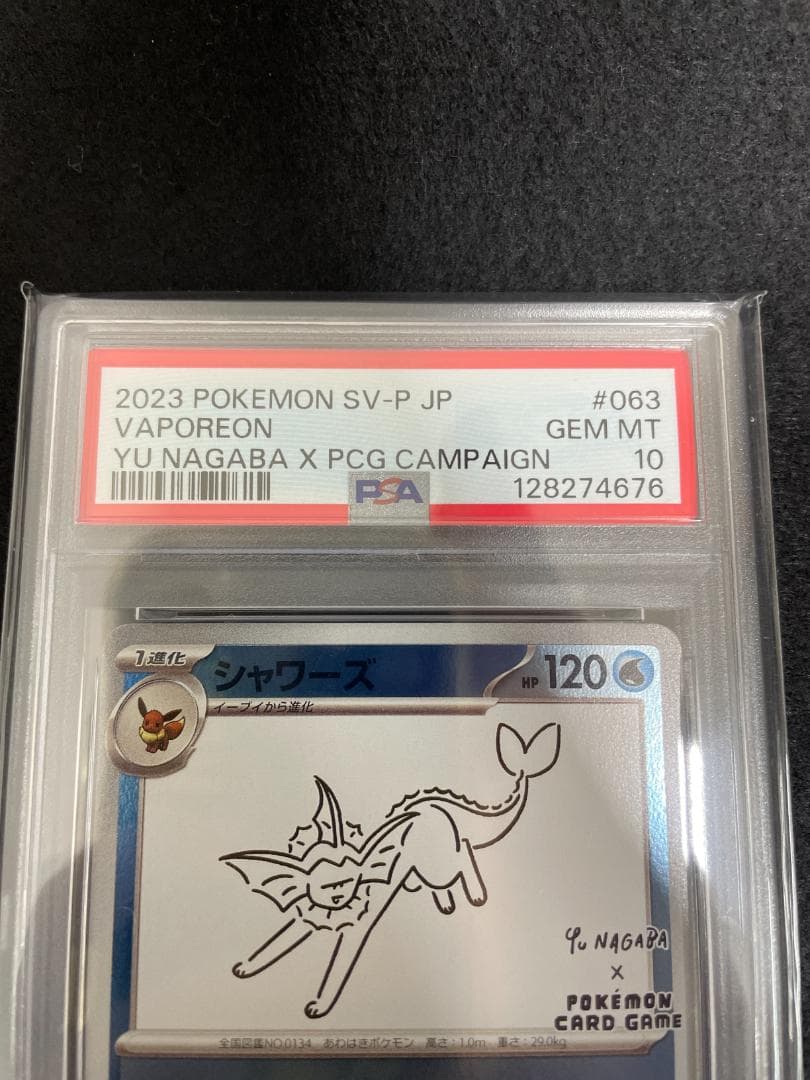 2023 POKEMON SV-P JP #063
VAPOREON GEM MT
YU NAGABA X PCG CAMPAIGN 10
PSA 128274676
1進化 シャワーズ HP 120
イーブイから進化
Yu NAGABA
X
POKÉMON
CARD GAME
全国図鑑NO.0134 あわはきポケモン 高さ:1.0m 重さ:29.0kg